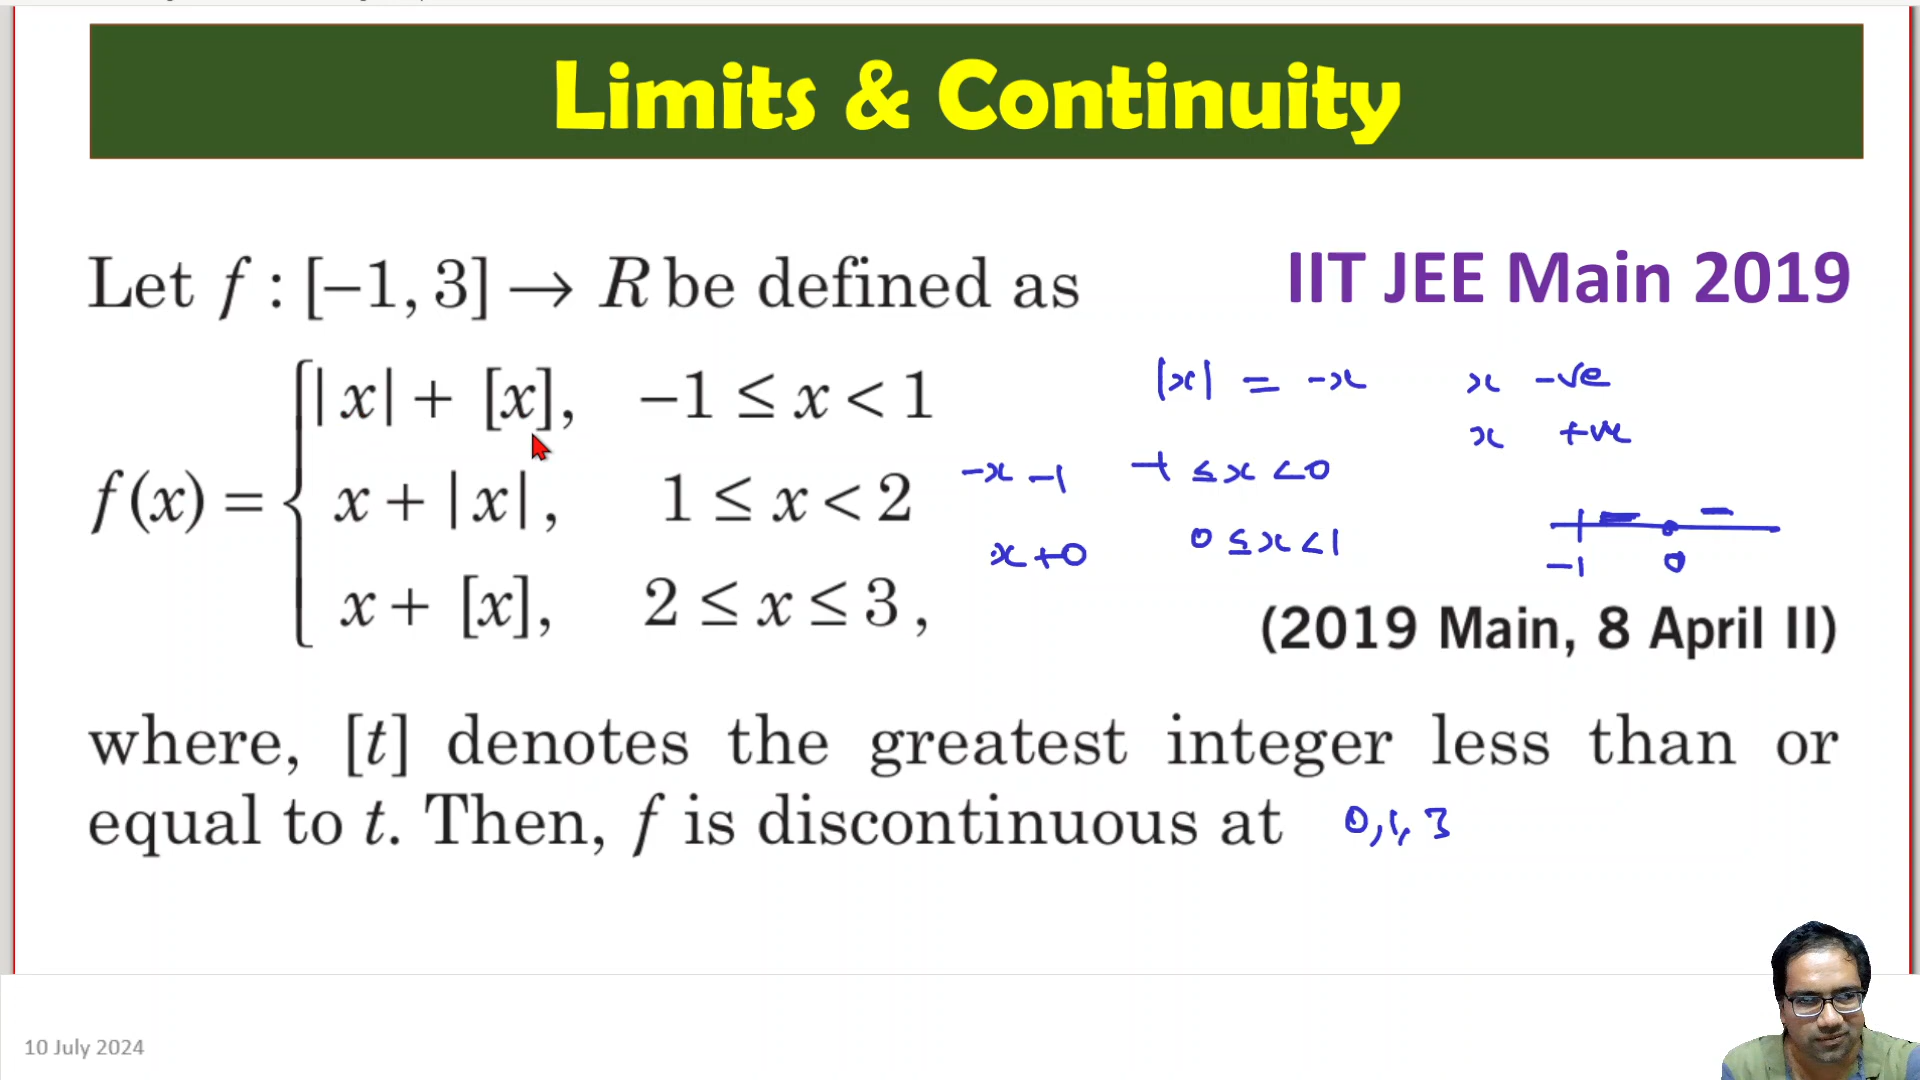 Limits & Continuity
Let f : [−1, 3] → R be defined as
IIT JEE Main 2019
f(x) = { |x| + [x], −1 ≤ x < 1
x + |x|, 1 ≤ x < 2
x + [x], 2 ≤ x ≤ 3,
|x| = -x x -ve
x +ve
-x -1 -1 ≤ x < 0
x + 0 0 ≤ x < 1
-1 0
(2019 Main, 8 April II)
where, [t] denotes the greatest integer less than or
equal to t. Then, f is discontinuous at 0, 1, 3
10 July 2024